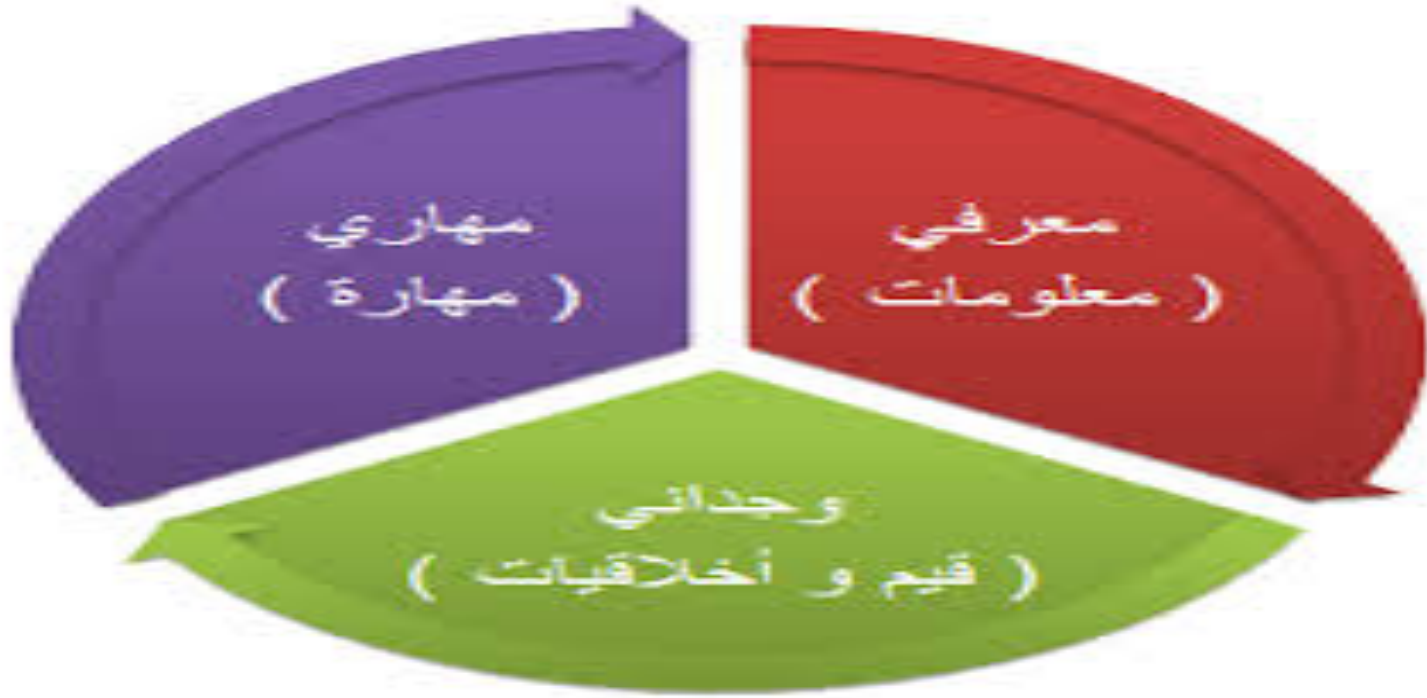 معرفي
( معلومات )
مهاري
( مهارة )
وجداني
( قيم و أخلاقيات )